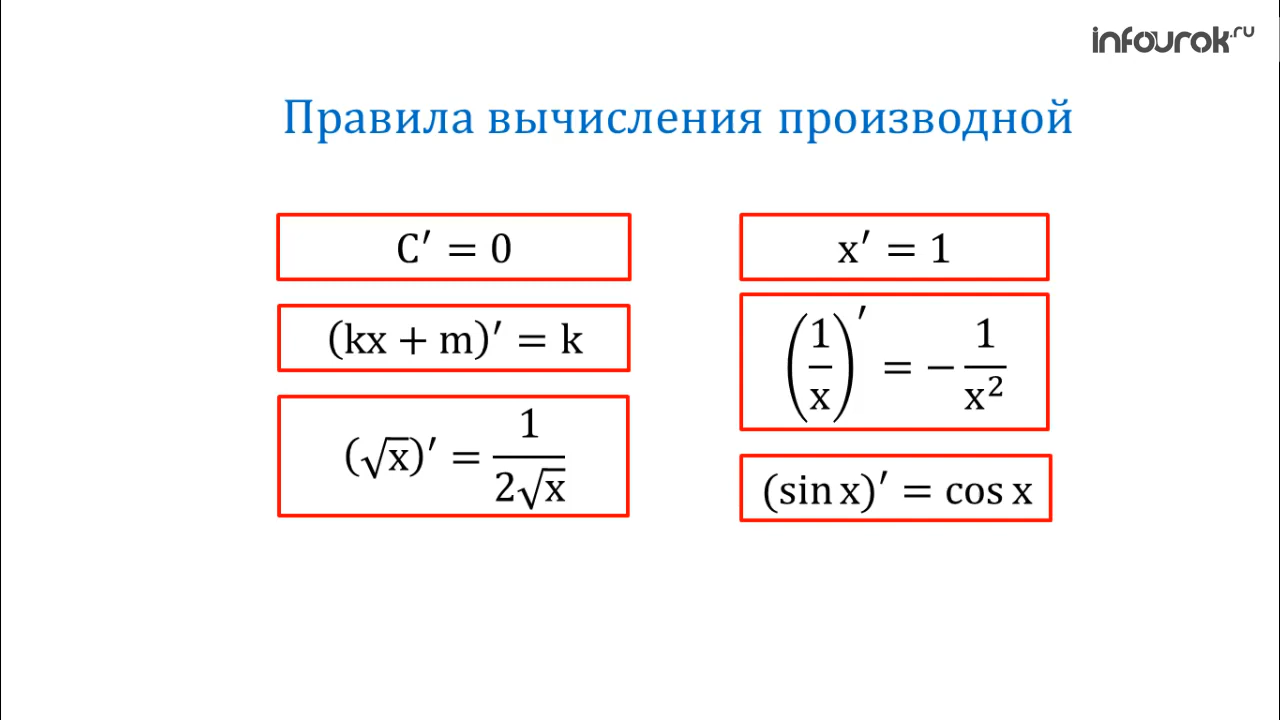 infourok.ru
Правила вычисления производной
C′ = 0
x′ = 1
(kx + m)′ = k
(1/x)′ = − 1/x²
(√x)′ = 1/(2√x)
(sin x)′ = cos x